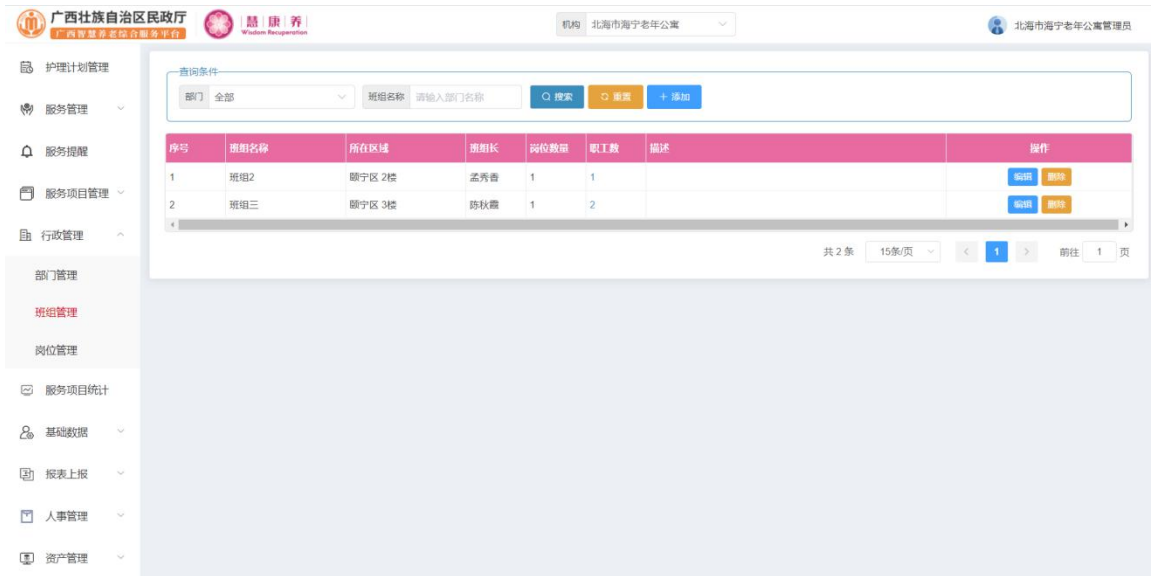 广西壮族自治区民政厅
广西智慧养老综合服务平台
慧康养
Wisdom Recuperation
机构 北海市海宁老年公寓
北海市海宁老年公寓管理员
护理计划管理
服务管理
服务提醒
服务项目管理
行政管理
部门管理
班组管理
岗位管理
服务项目统计
基础数据
报表上报
人事管理
资产管理
查询条件
部门 全部 班组名称 请输入部门名称 搜索 重置 + 添加
序号 班组名称 所在区域 班组长 岗位数量 职工数 描述 操作
1 班组2 颐宁区 2楼 孟秀香 1 1 编辑 删除
2 班组三 颐宁区 3楼 陈秋霞 1 2 编辑 删除
共 2 条 15条/页 < 1 > 前往 1 页